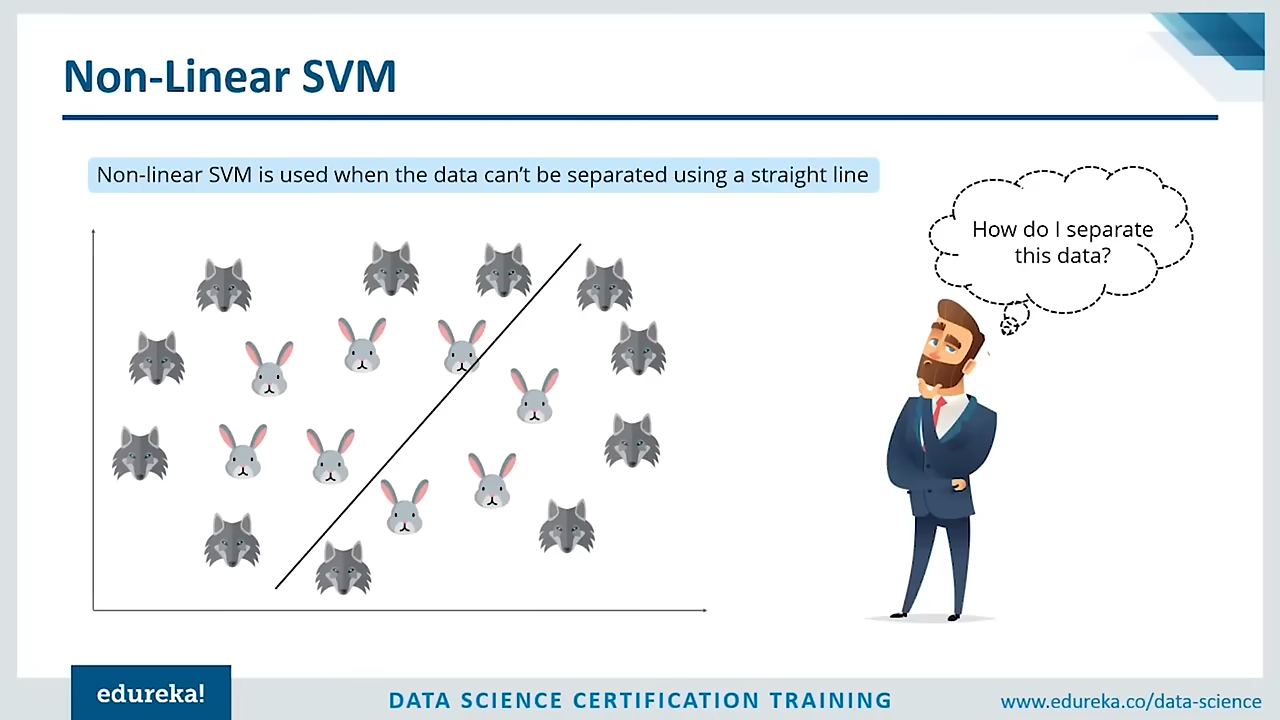 Non-Linear SVM
Non-linear SVM is used when the data can’t be separated using a straight line
How do I separate
this data?
edureka!
DATA SCIENCE CERTIFICATION TRAINING
www.edureka.co/data-science